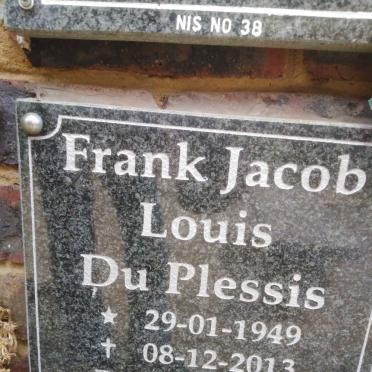 NIS NO 38
Frank Jacob
Louis
Du Plessis
★ 29-01-1949
✝ 08-12-2013